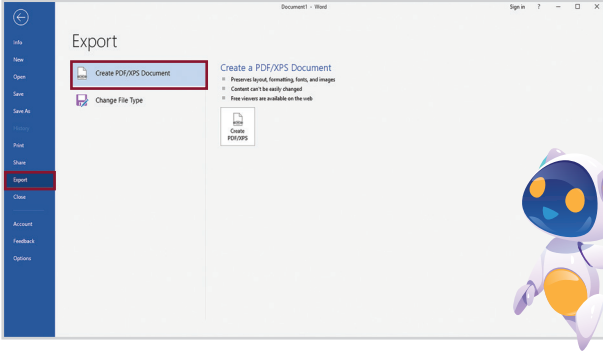 Document1 - Word
Sign in ?
Info
New
Open
Save
Save As
History
Print
Share
Export
Close
Account
Feedback
Options
Export
Create PDF/XPS Document
Change File Type
Create a PDF/XPS Document
Preserves layout, formatting, fonts, and images
Content can't be easily changed
Free viewers are available on the web
Create
PDF/XPS